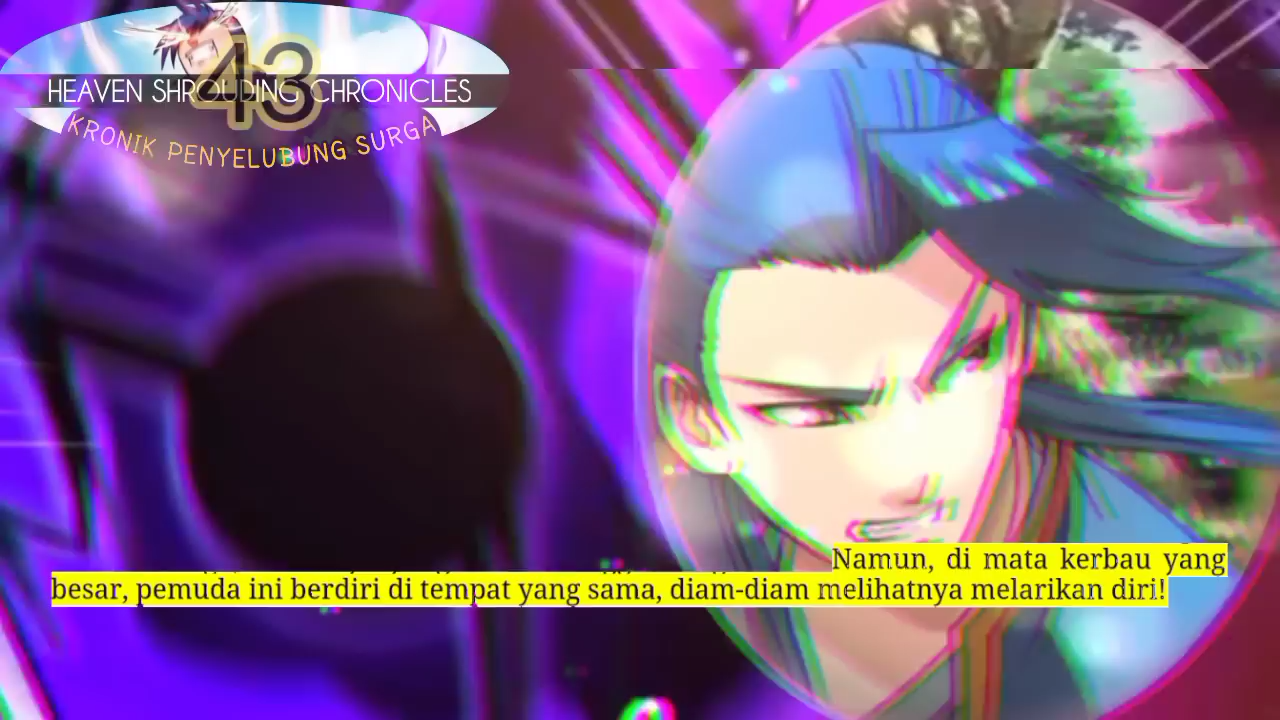 43
HEAVEN SHROUDING CHRONICLES
KRONIK PENYELUBUNG SURGA
Namun, di mata kerbau yang
besar, pemuda ini berdiri di tempat yang sama, diam-diam melihatnya melarikan diri!